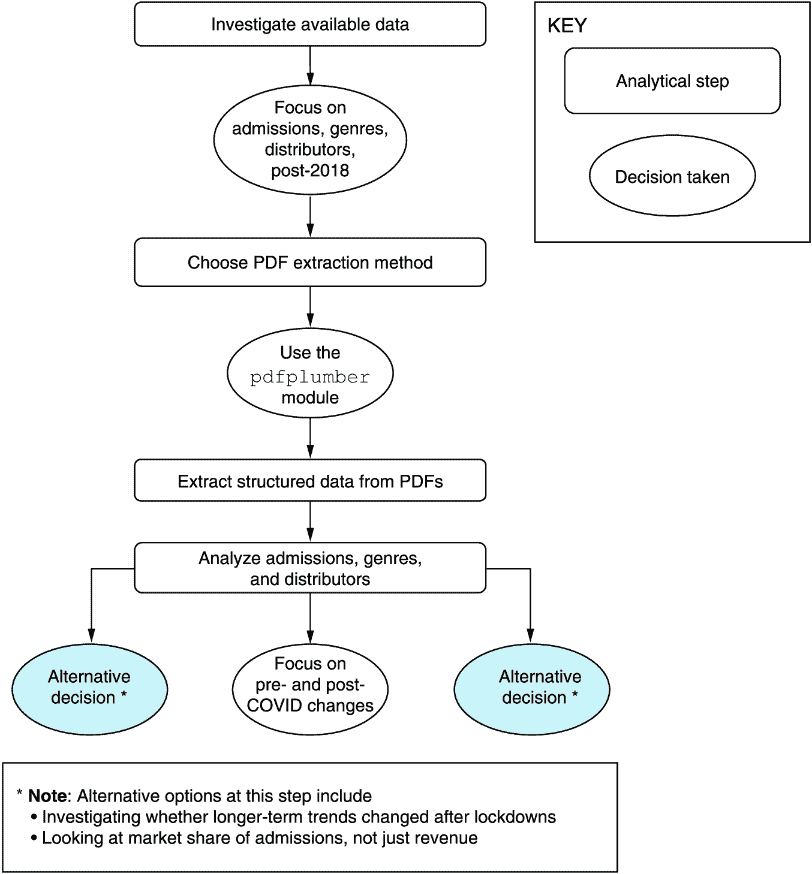 Investigate available data
Focus on
admissions, genres,
distributors,
post-2018
Choose PDF extraction method
Use the
pdfplumber
module
Extract structured data from PDFs
Analyze admissions, genres,
and distributors
Alternative
decision *
Focus on
pre- and post-
COVID changes
Alternative
decision *
KEY
Analytical step
Decision taken
* Note: Alternative options at this step include
• Investigating whether longer-term trends changed after lockdowns
• Looking at market share of admissions, not just revenue